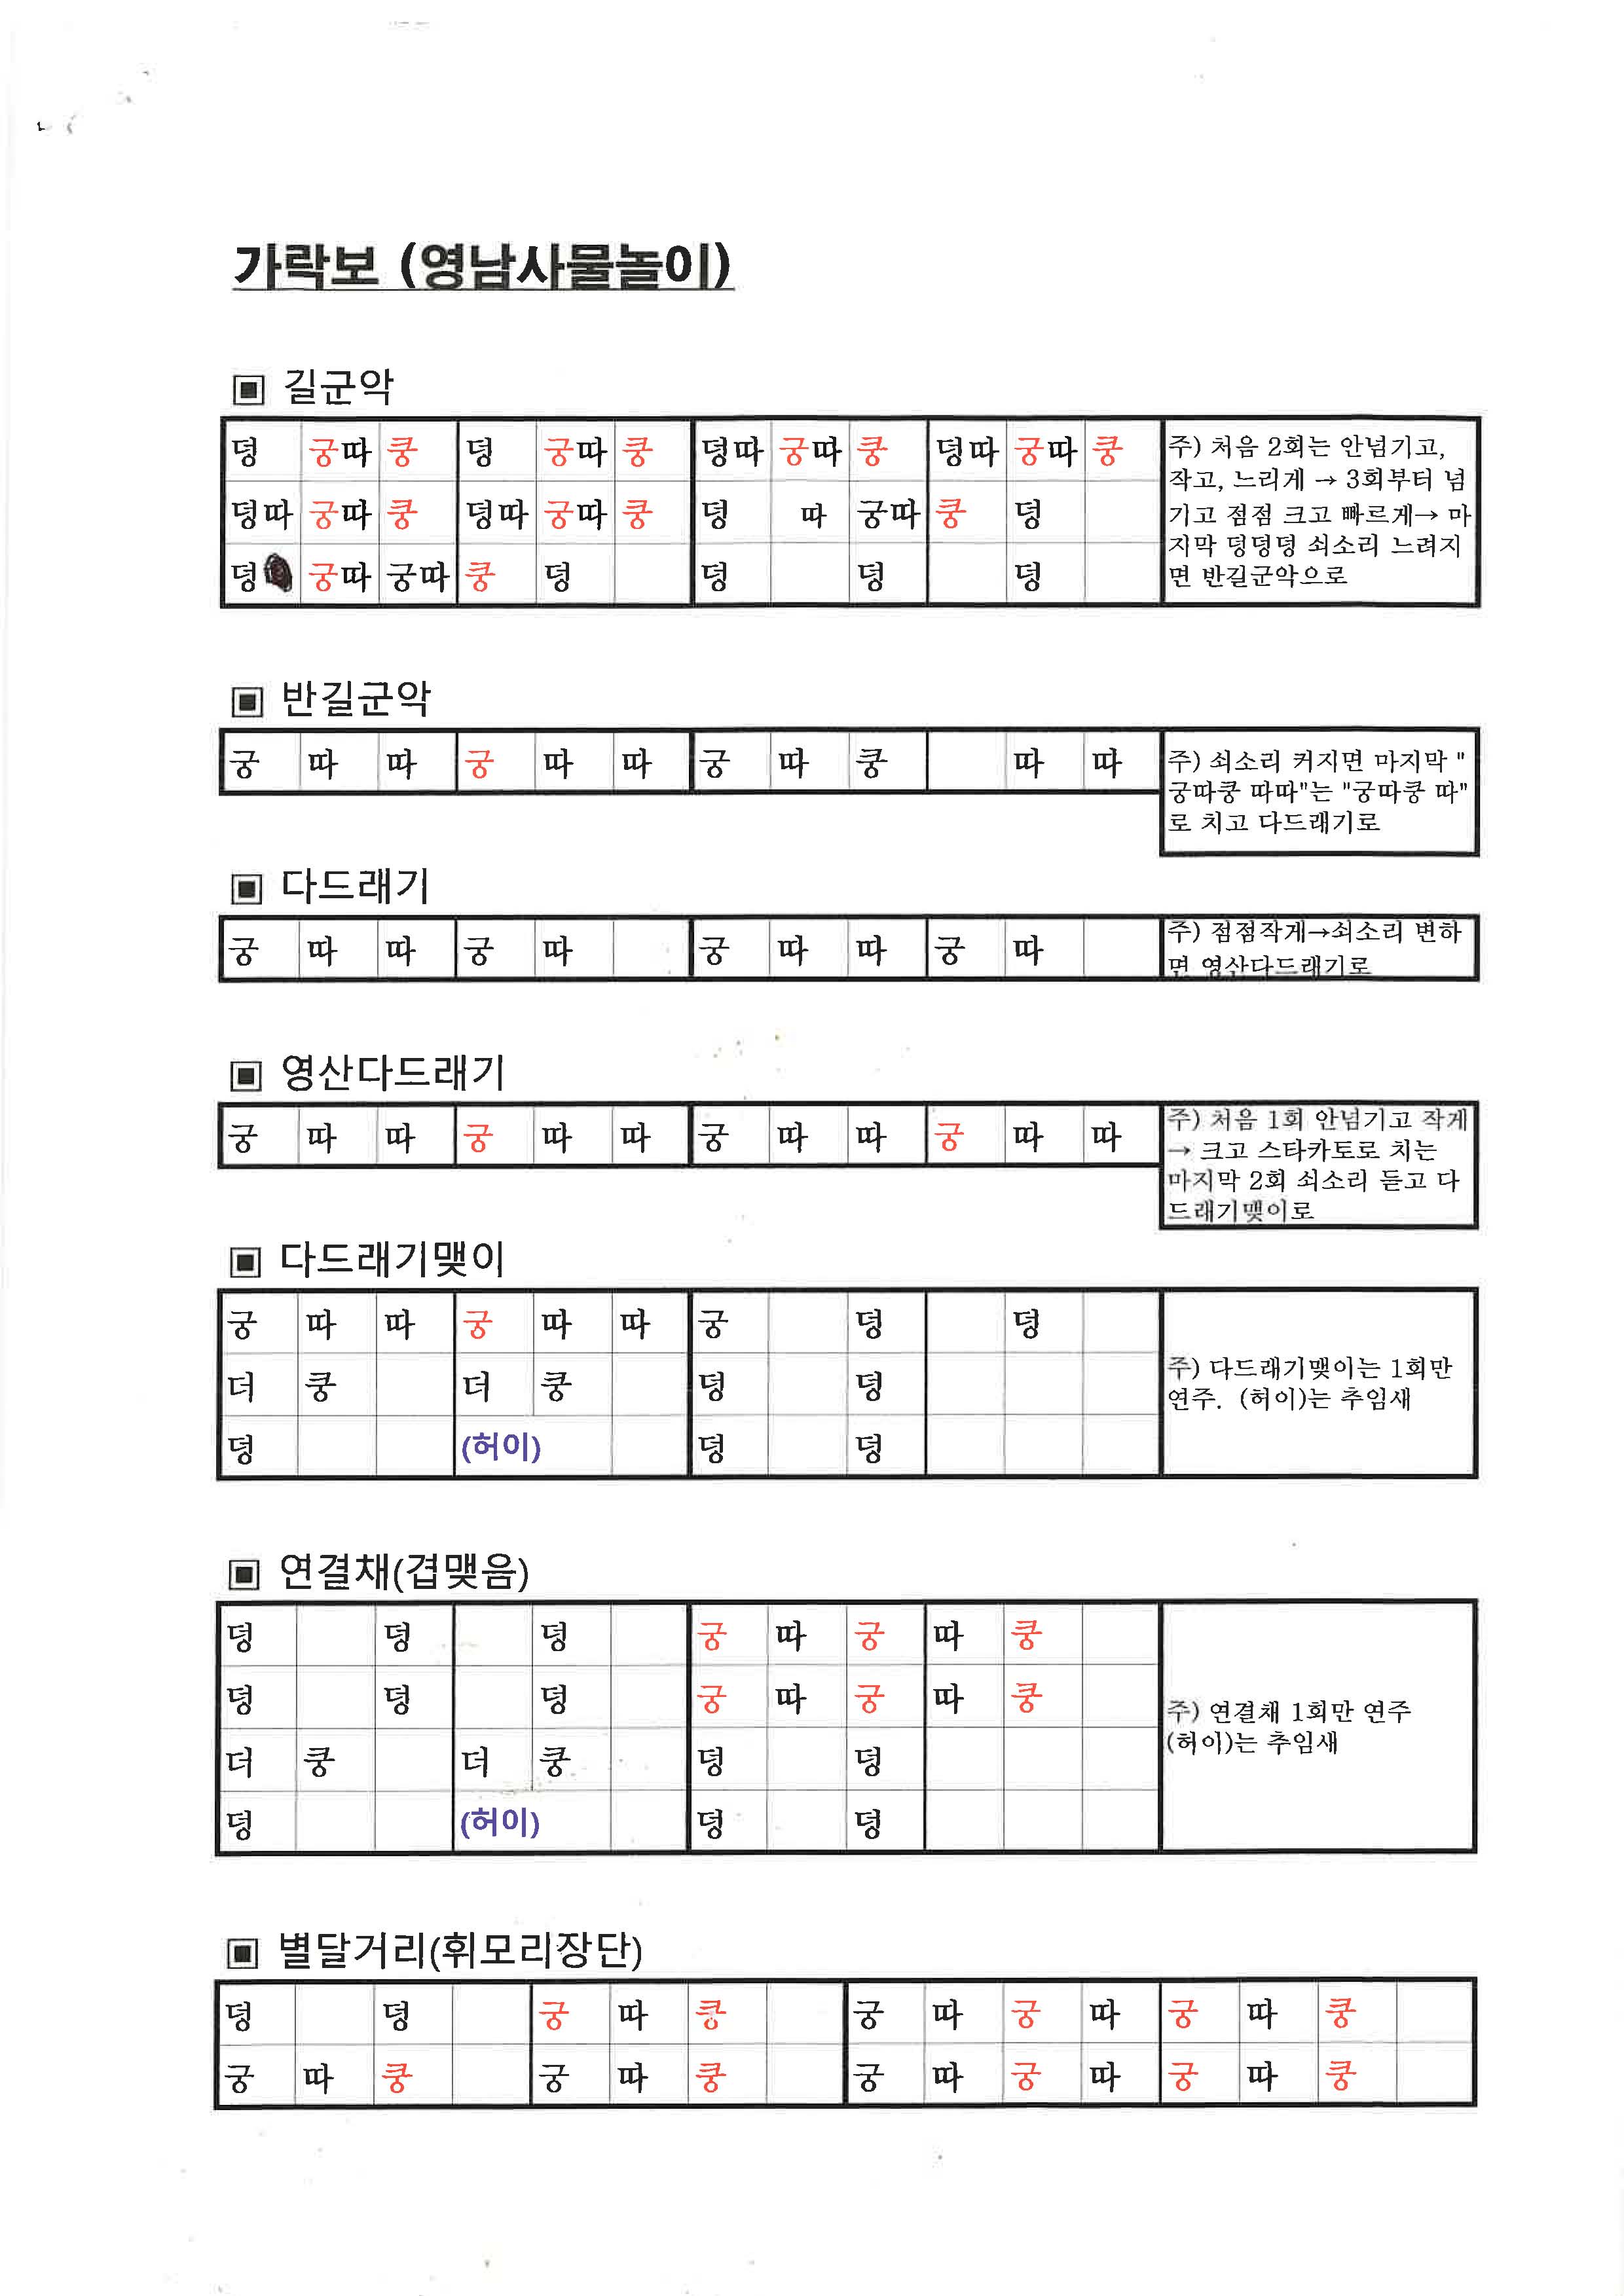 가락보 (영남사물놀이)
▣ 길군악
덩 궁따 쿵 덩 궁따 쿵 덩따 궁따 쿵 덩따 궁따 쿵
덩따 궁따 쿵 덩따 궁따 쿵 덩 따 궁따 쿵 덩
덩 궁따 궁따 쿵 덩 덩 덩 덩
주) 처음 2회는 안넘기고,
작고, 느리게 → 3회부터 넘
기고 점점 크고 빠르게→ 마
지막 덩덩덩 쇠소리 느려지
면 반길군악으로
▣ 반길군악
궁 따 따 궁 따 따 궁 따 쿵 따 따
주) 쇠소리 커지면 마지막 "
궁따쿵 따따"는 "궁따쿵 따"
로 치고 다드래기로
▣ 다드래기
궁 따 따 궁 따 궁 따 따 궁 따
주) 점점작게→쇠소리 변하
면 영산다드래기로
▣ 영산다드래기
궁 따 따 궁 따 따 궁 따 따 궁 따 따
주) 처음 1회 안넘기고 작게
→ 크고 스타카토로 치는
마지막 2회 쇠소리 듣고 다
드래기맺이로
▣ 다드래기맺이
궁 따 따 궁 따 따 궁 덩 덩
더 쿵 더 쿵 덩 덩
덩 (허이) 덩 덩
주) 다드래기맺이는 1회만
연주. (허이)는 추임새
▣ 연결채(겹맺음)
덩 덩 덩 궁 따 궁 따 쿵
덩 덩 덩 궁 따 궁 따 쿵
더 쿵 더 쿵 덩 덩
덩 (허이) 덩 덩
주) 연결채 1회만 연주
(허이)는 추임새
▣ 별달거리(휘모리장단)
덩 덩 궁 따 쿵 궁 따 궁 따 궁 따 쿵
궁 따 쿵 궁 따 쿵 궁 따 궁 따 궁 따 쿵